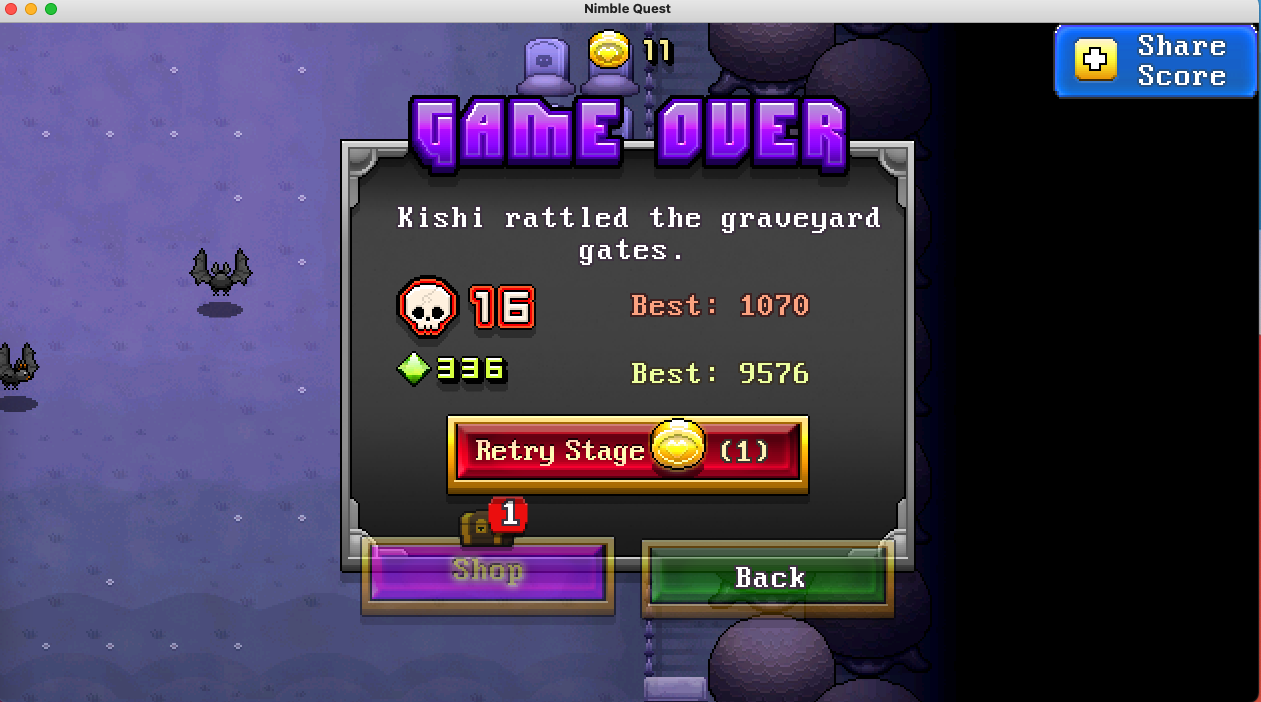 Nimble Quest
11
Share
Score
GAME OVER
Kishi rattled the graveyard
gates.
16
Best: 1070
336
Best: 9576
Retry Stage (1)
1
Shop
Back